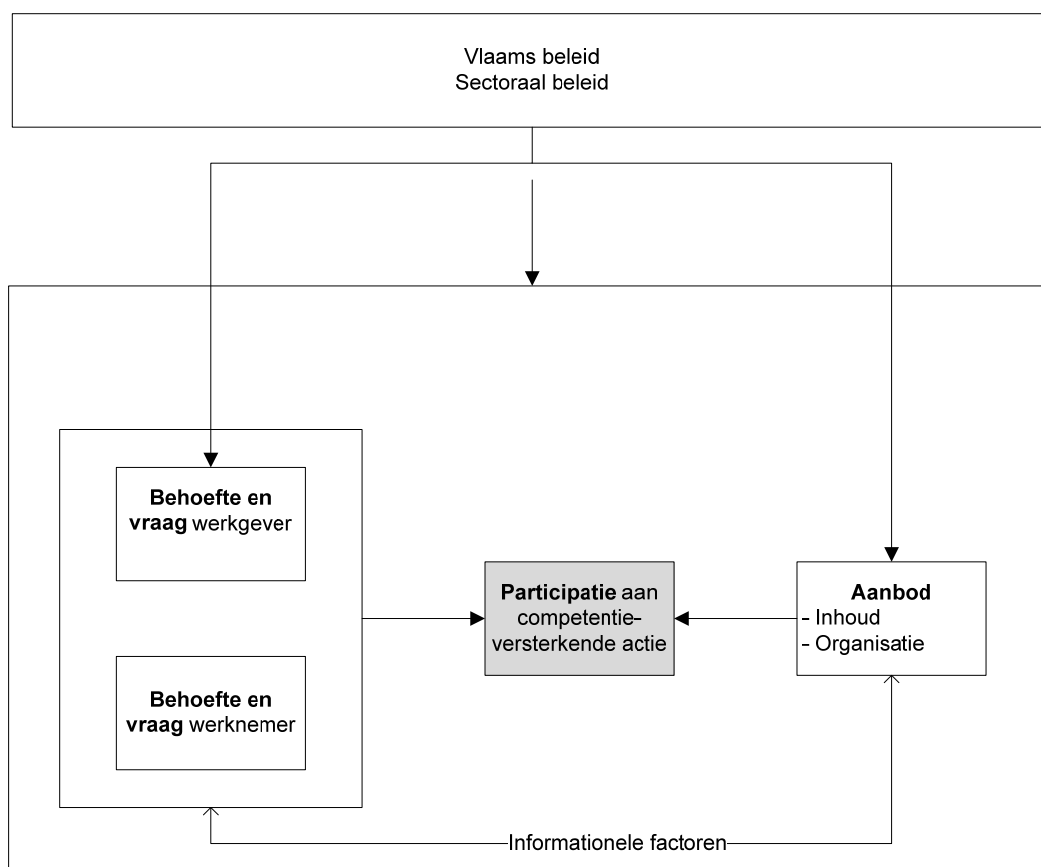 Vlaams beleid
Sectoraal beleid
Behoefte en
vraag werkgever
Behoefte en
vraag werknemer
Participatie aan
competentie-
versterkende actie
Aanbod
- Inhoud
- Organisatie
Informationele factoren